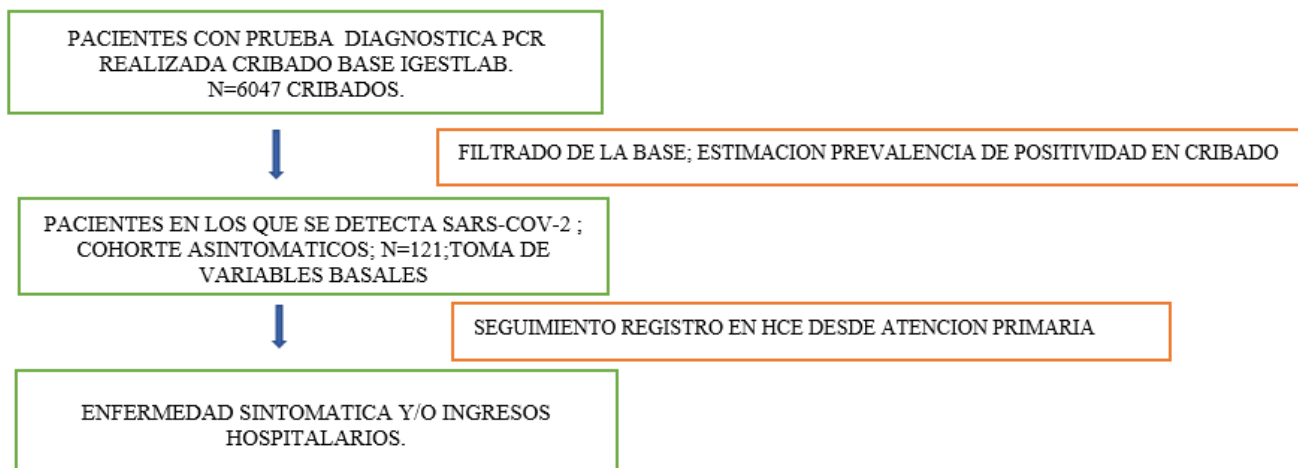 PACIENTES CON PRUEBA DIAGNOSTICA PCR
REALIZADA CRIBADO BASE IGESTLAB.
N=6047 CRIBADOS.
FILTRADO DE LA BASE; ESTIMACION PREVALENCIA DE POSITIVIDAD EN CRIBADO
PACIENTES EN LOS QUE SE DETECTA SARS-COV-2 ;
COHORTE ASINTOMATICOS; N=121;TOMA DE
VARIABLES BASALES
SEGUIMIENTO REGISTRO EN HCE DESDE ATENCION PRIMARIA
ENFERMEDAD SINTOMATICA Y/O INGRESOS
HOSPITALARIOS.